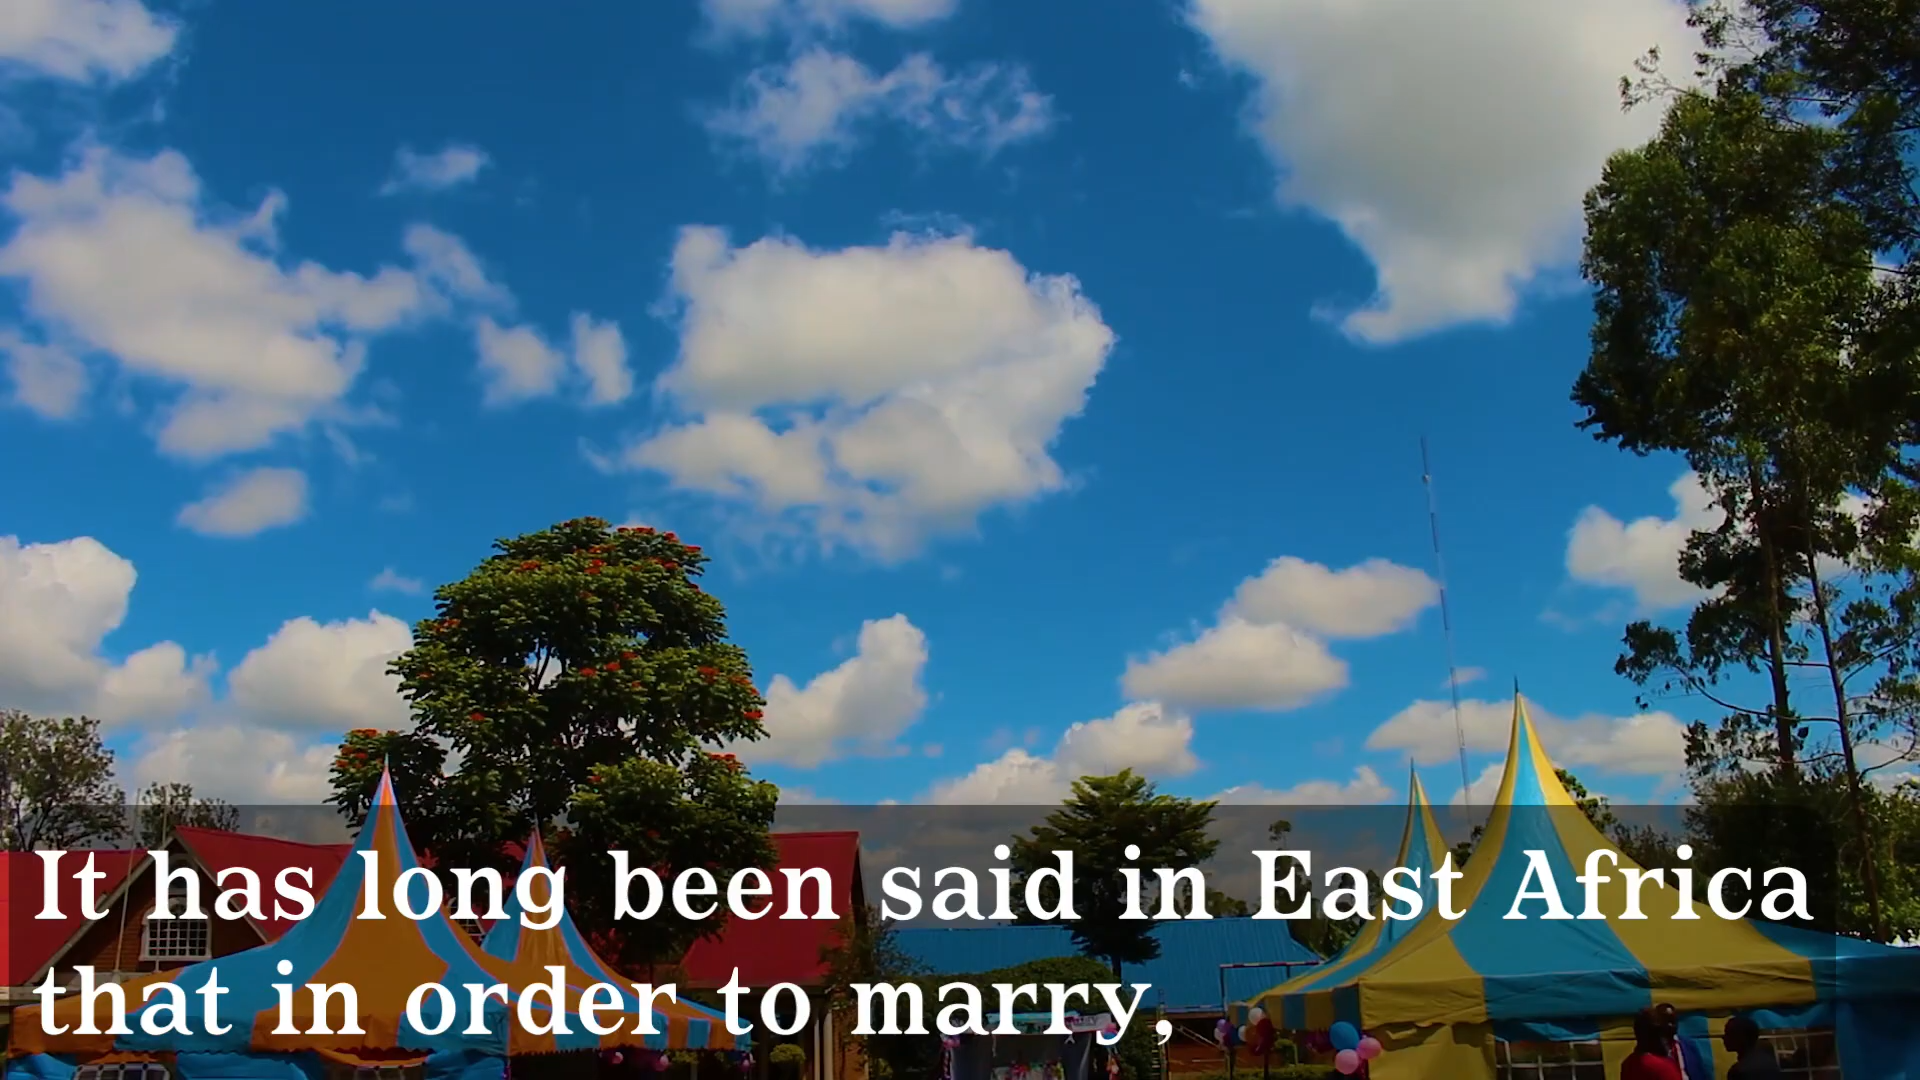 It has long been said in East Africa
that in order to marry,